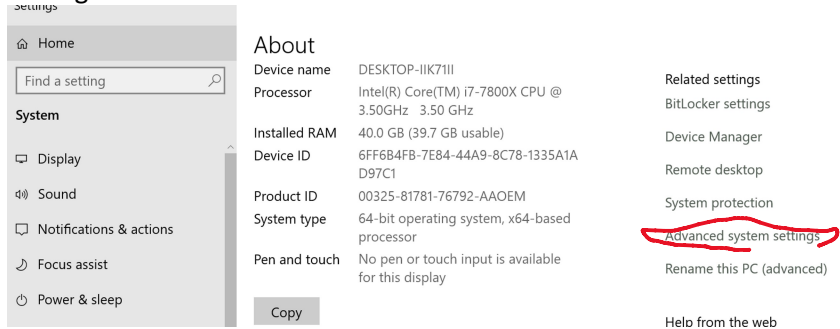 Settings
Home
Find a setting
System
Display
Sound
Notifications & actions
Focus assist
Power & sleep
About
Device name DESKTOP-IIK71II
Processor Intel(R) Core(TM) i7-7800X CPU @
3.50GHz 3.50 GHz
Installed RAM 40.0 GB (39.7 GB usable)
Device ID 6FF6B4FB-7E84-44A9-8C78-1335A1A
D97C1
Product ID 00325-81781-76792-AAOEM
System type 64-bit operating system, x64-based
processor
Pen and touch No pen or touch input is available
for this display
Copy
Related settings
BitLocker settings
Device Manager
Remote desktop
System protection
Advanced system settings
Rename this PC (advanced)
Help from the web